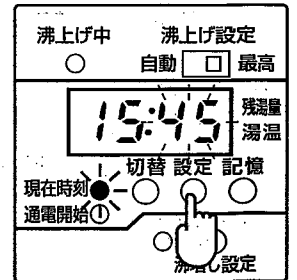 沸上げ中 沸上げ設定
自動 最高
15:45 残湯量
湯温
切替 設定 記憶
現在時刻
通電開始
沸増し設定